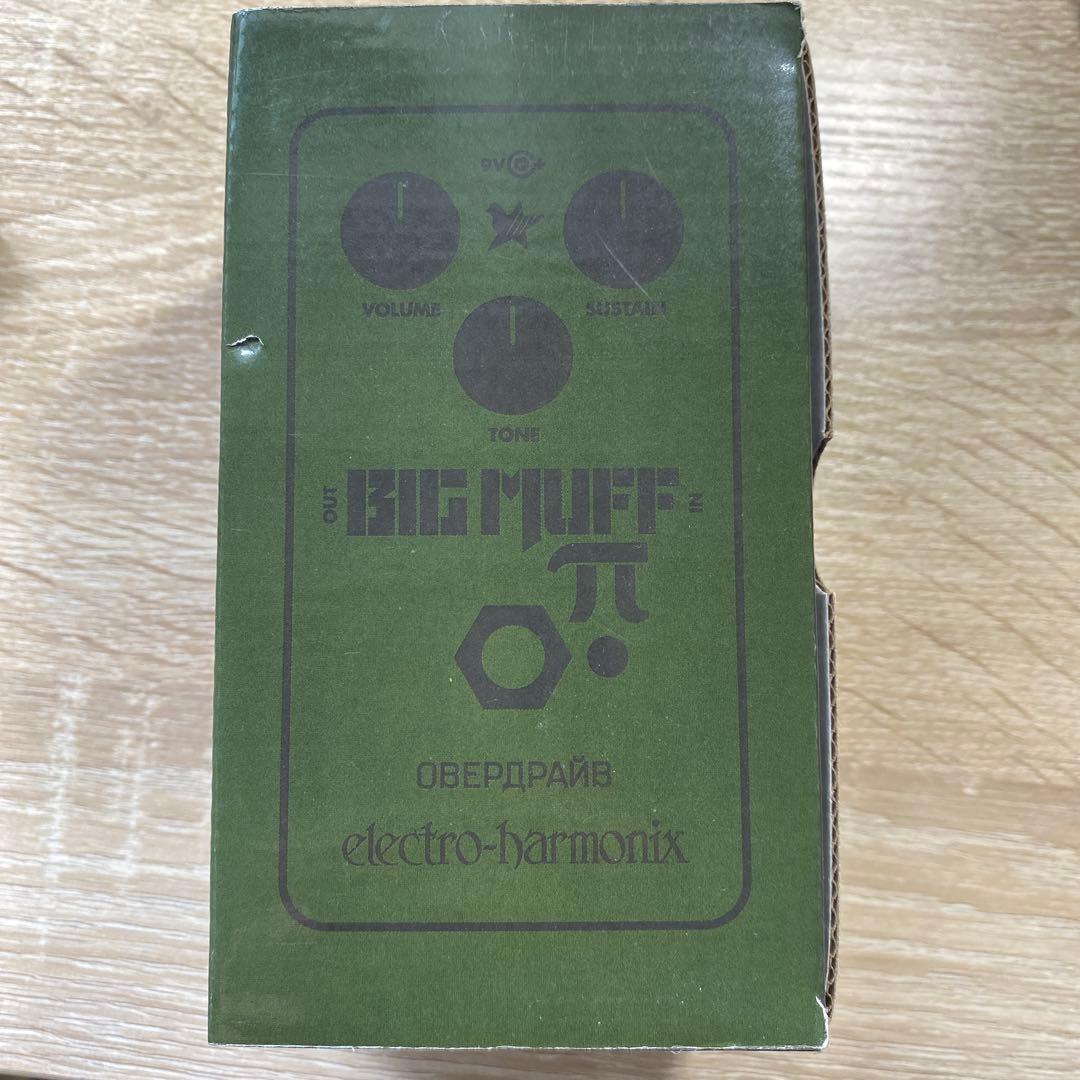 9V
VOLUME
SUSTAIN
TONE
OUT
BIG MUFF
IN
π
ОВЕРДРАЙВ
electro-harmonix